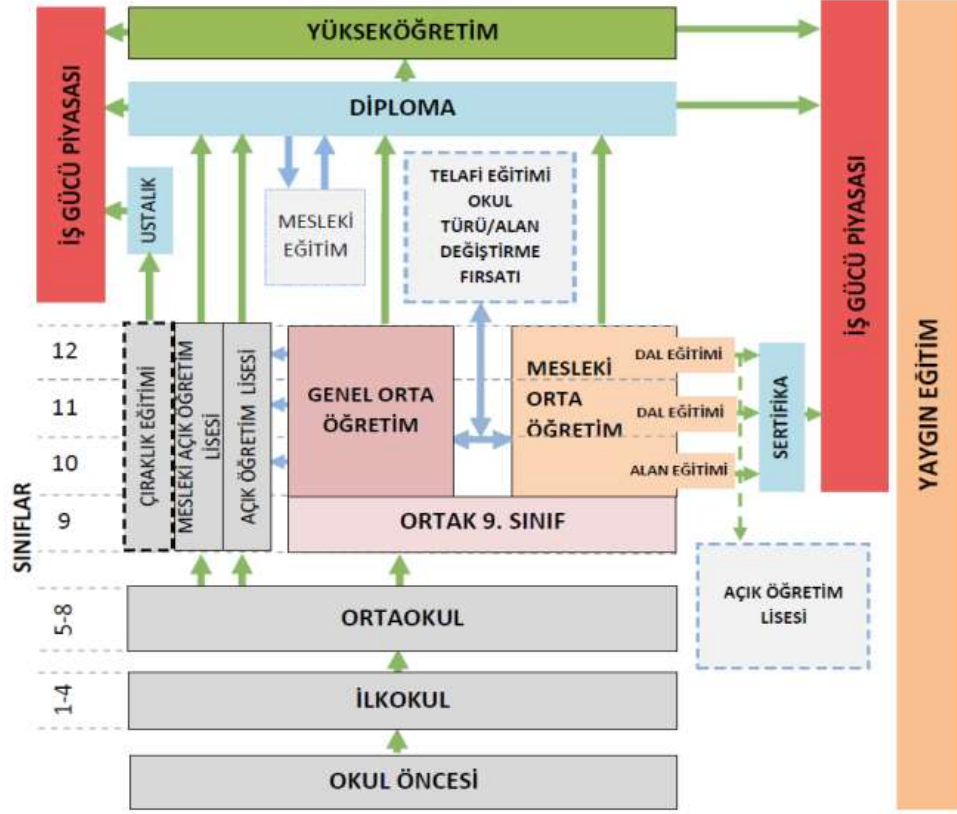 YÜKSEKÖĞRETİM
İŞ GÜCÜ PİYASASI
DİPLOMA
İŞ GÜCÜ PİYASASI
YAYGIN EĞİTİM
USTALIK
MESLEKİ
EĞİTİM
TELAFİ EĞİTİMİ
OKUL
TÜRÜ/ALAN
DEĞİŞTİRME
FIRSATI
SINIFLAR
12
11
10
9
5-8
1-4
ÇIRAKLIK EĞİTİMİ
MESLEKİ AÇIK ÖĞRETİM
LİSESİ
AÇIK ÖĞRETİM LİSESİ
GENEL ORTA
ÖĞRETİM
MESLEKİ
ORTA
ÖĞRETİM
DAL EĞİTİMİ
DAL EĞİTİMİ
ALAN EĞİTİMİ
SERTİFİKA
ORTAK 9. SINIF
AÇIK ÖĞRETİM
LİSESİ
ORTAOKUL
İLKOKUL
OKUL ÖNCESİ